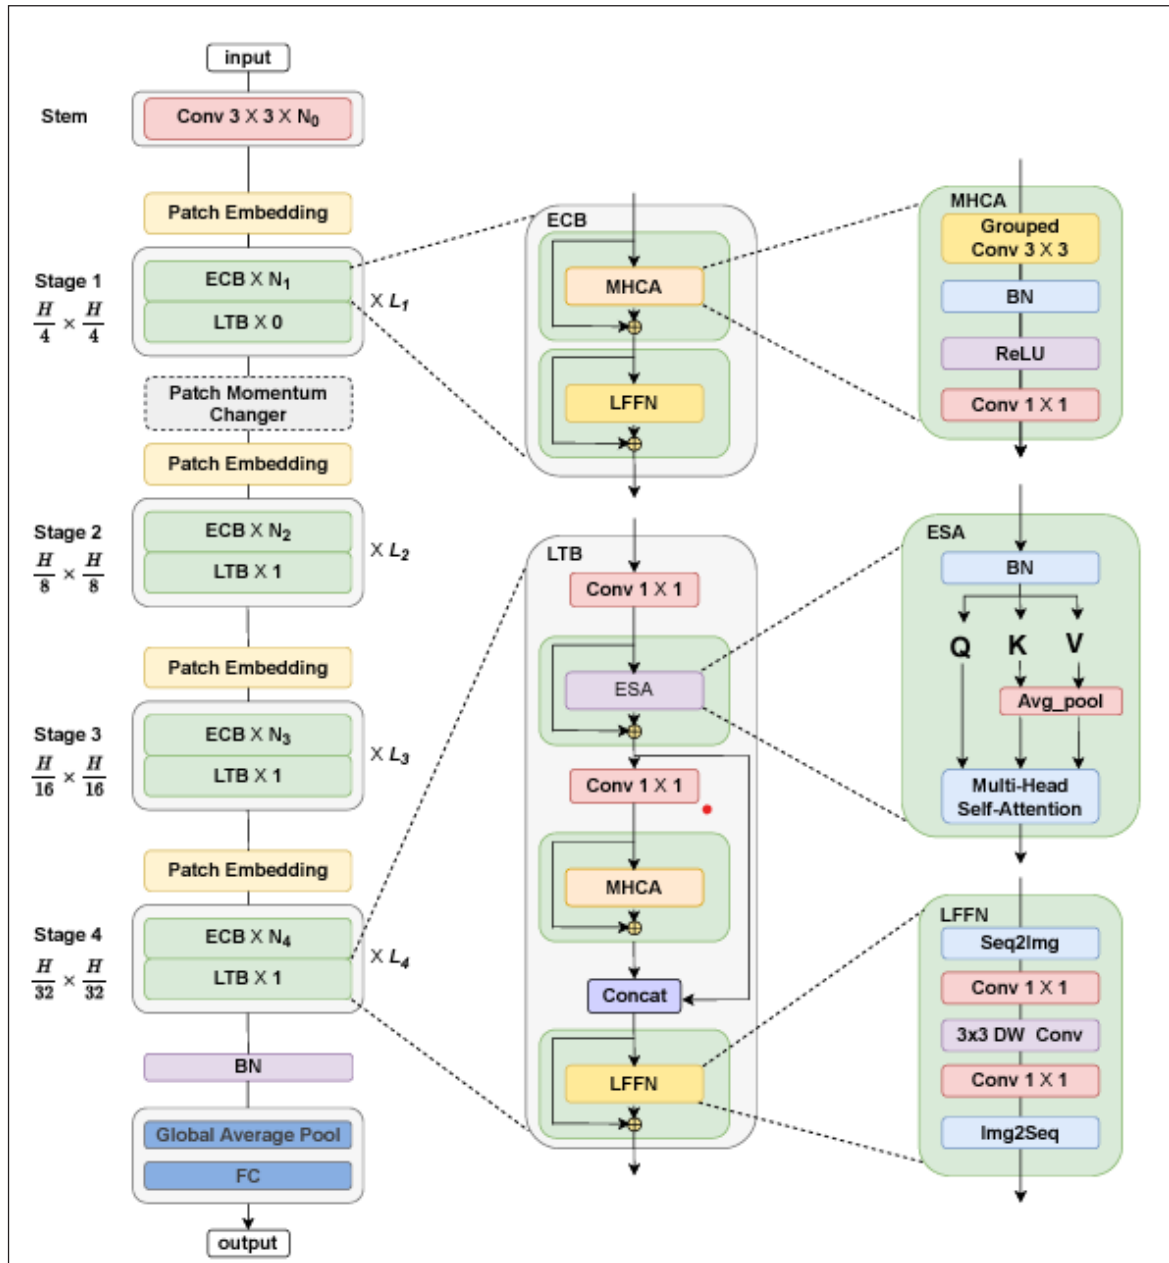 input
Stem
Conv 3 X 3 X N₀
Patch Embedding
Stage 1
H/4 × H/4
ECB X N₁
LTB X 0
X L₁
Patch Momentum
Changer
Patch Embedding
Stage 2
H/8 × H/8
ECB X N₂
LTB X 1
X L₂
Patch Embedding
Stage 3
H/16 × H/16
ECB X N₃
LTB X 1
X L₃
Patch Embedding
Stage 4
H/32 × H/32
ECB X N₄
LTB X 1
X L₄
BN
Global Average Pool
FC
output
ECB
MHCA
LFFN
LTB
Conv 1 X 1
ESA
Conv 1 X 1
MHCA
Concat
LFFN
MHCA
Grouped
Conv 3 X 3
BN
ReLU
Conv 1 X 1
ESA
BN
Q K V
Avg_pool
Multi-Head
Self-Attention
LFFN
Seq2Img
Conv 1 X 1
3x3 DW Conv
Conv 1 X 1
Img2Seq